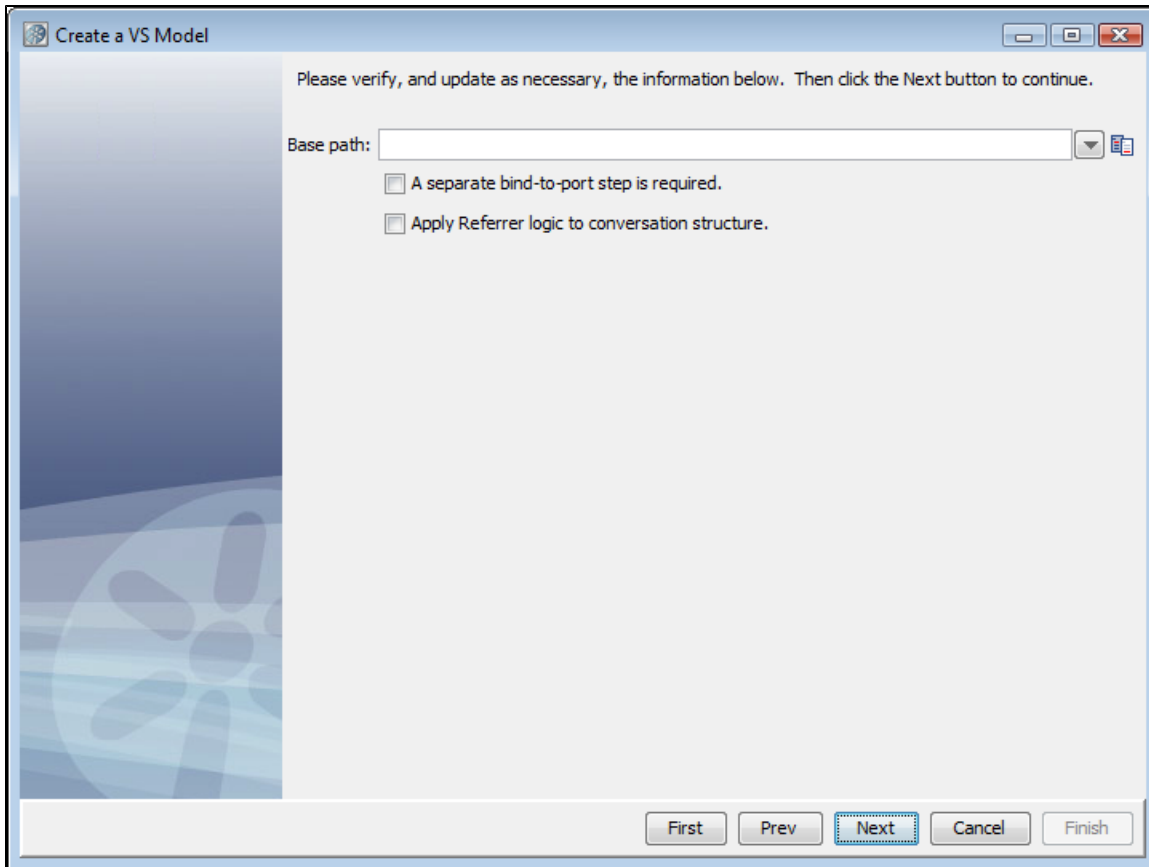 Create a VS Model
Please verify, and update as necessary, the information below. Then click the Next button to continue.
Base path:
A separate bind-to-port step is required.
Apply Referrer logic to conversation structure.
First Prev Next Cancel Finish